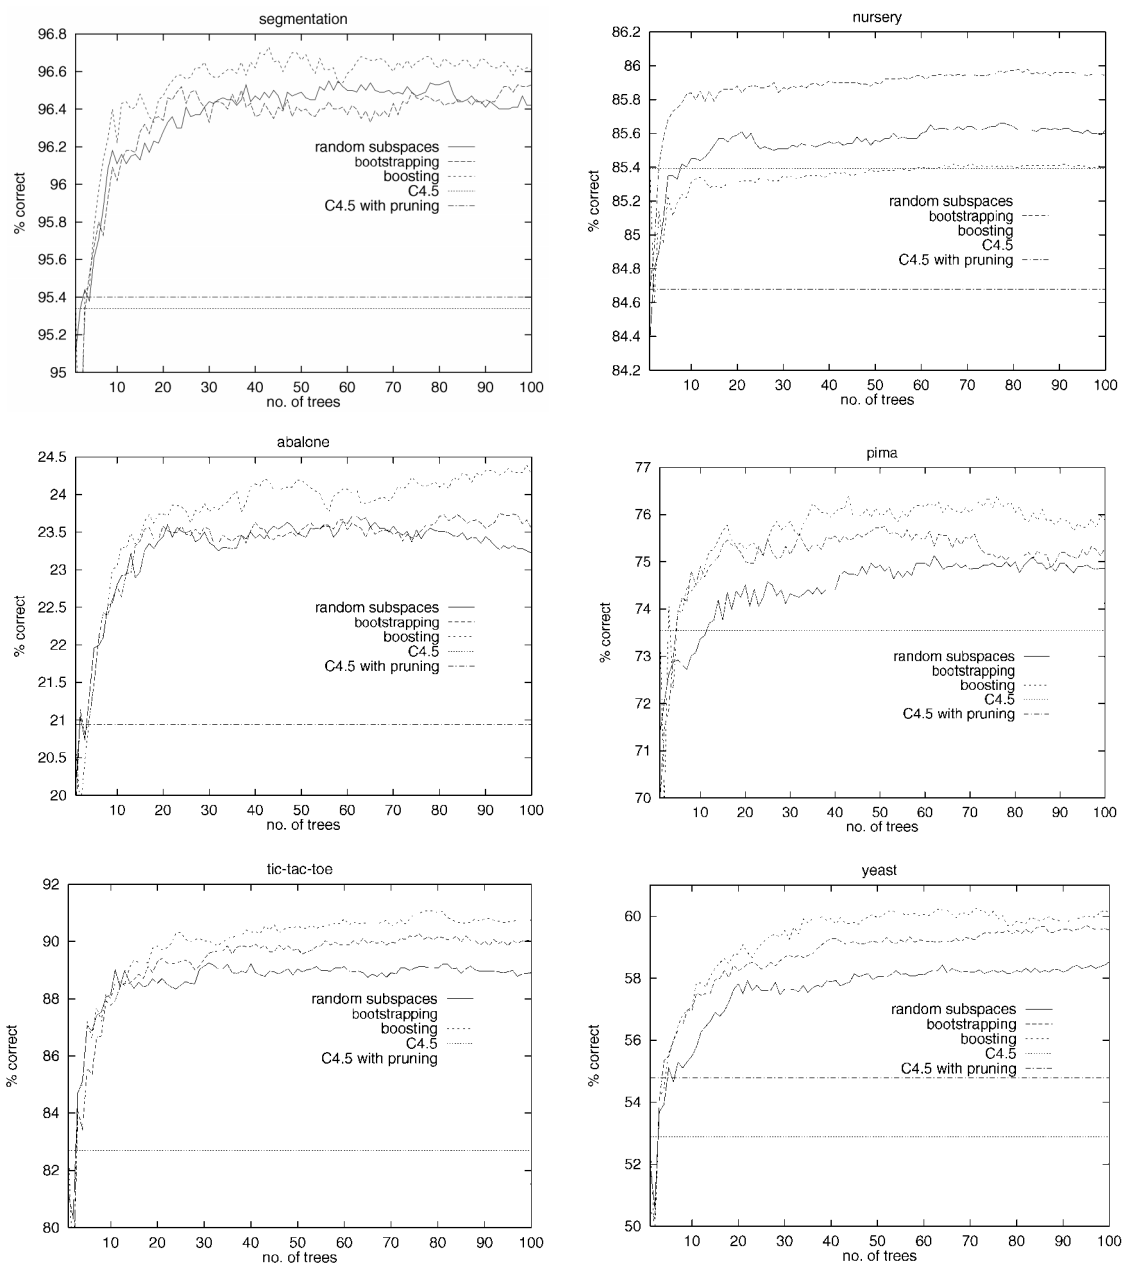 segmentation
96.8
96.6
96.4
96.2
96
95.8
95.6
95.4
95.2
95
% correct
random subspaces
bootstrapping
boosting
C4.5
C4.5 with pruning
10 20 30 40 50 60 70 80 90 100
no. of trees
nursery
86.2
86
85.8
85.6
85.4
85.2
85
84.8
84.6
84.4
84.2
% correct
random subspaces
bootstrapping
boosting
C4.5
C4.5 with pruning
10 20 30 40 50 60 70 80 90 100
no. of trees
abalone
24.5
24
23.5
23
22.5
22
21.5
21
20.5
20
% correct
random subspaces
bootstrapping
boosting
C4.5
C4.5 with pruning
10 20 30 40 50 60 70 80 90 100
no. of trees
pima
77
76
75
74
73
72
71
70
% correct
random subspaces
bootstrapping
boosting
C4.5
C4.5 with pruning
10 20 30 40 50 60 70 80 90 100
no. of trees
tic-tac-toe
92
90
88
86
84
82
80
% correct
random subspaces
bootstrapping
boosting
C4.5
C4.5 with pruning
10 20 30 40 50 60 70 80 90 100
no. of trees
yeast
60
58
56
54
52
50
% correct
random subspaces
bootstrapping
boosting
C4.5
C4.5 with pruning
10 20 30 40 50 60 70 80 90 100
no. of trees